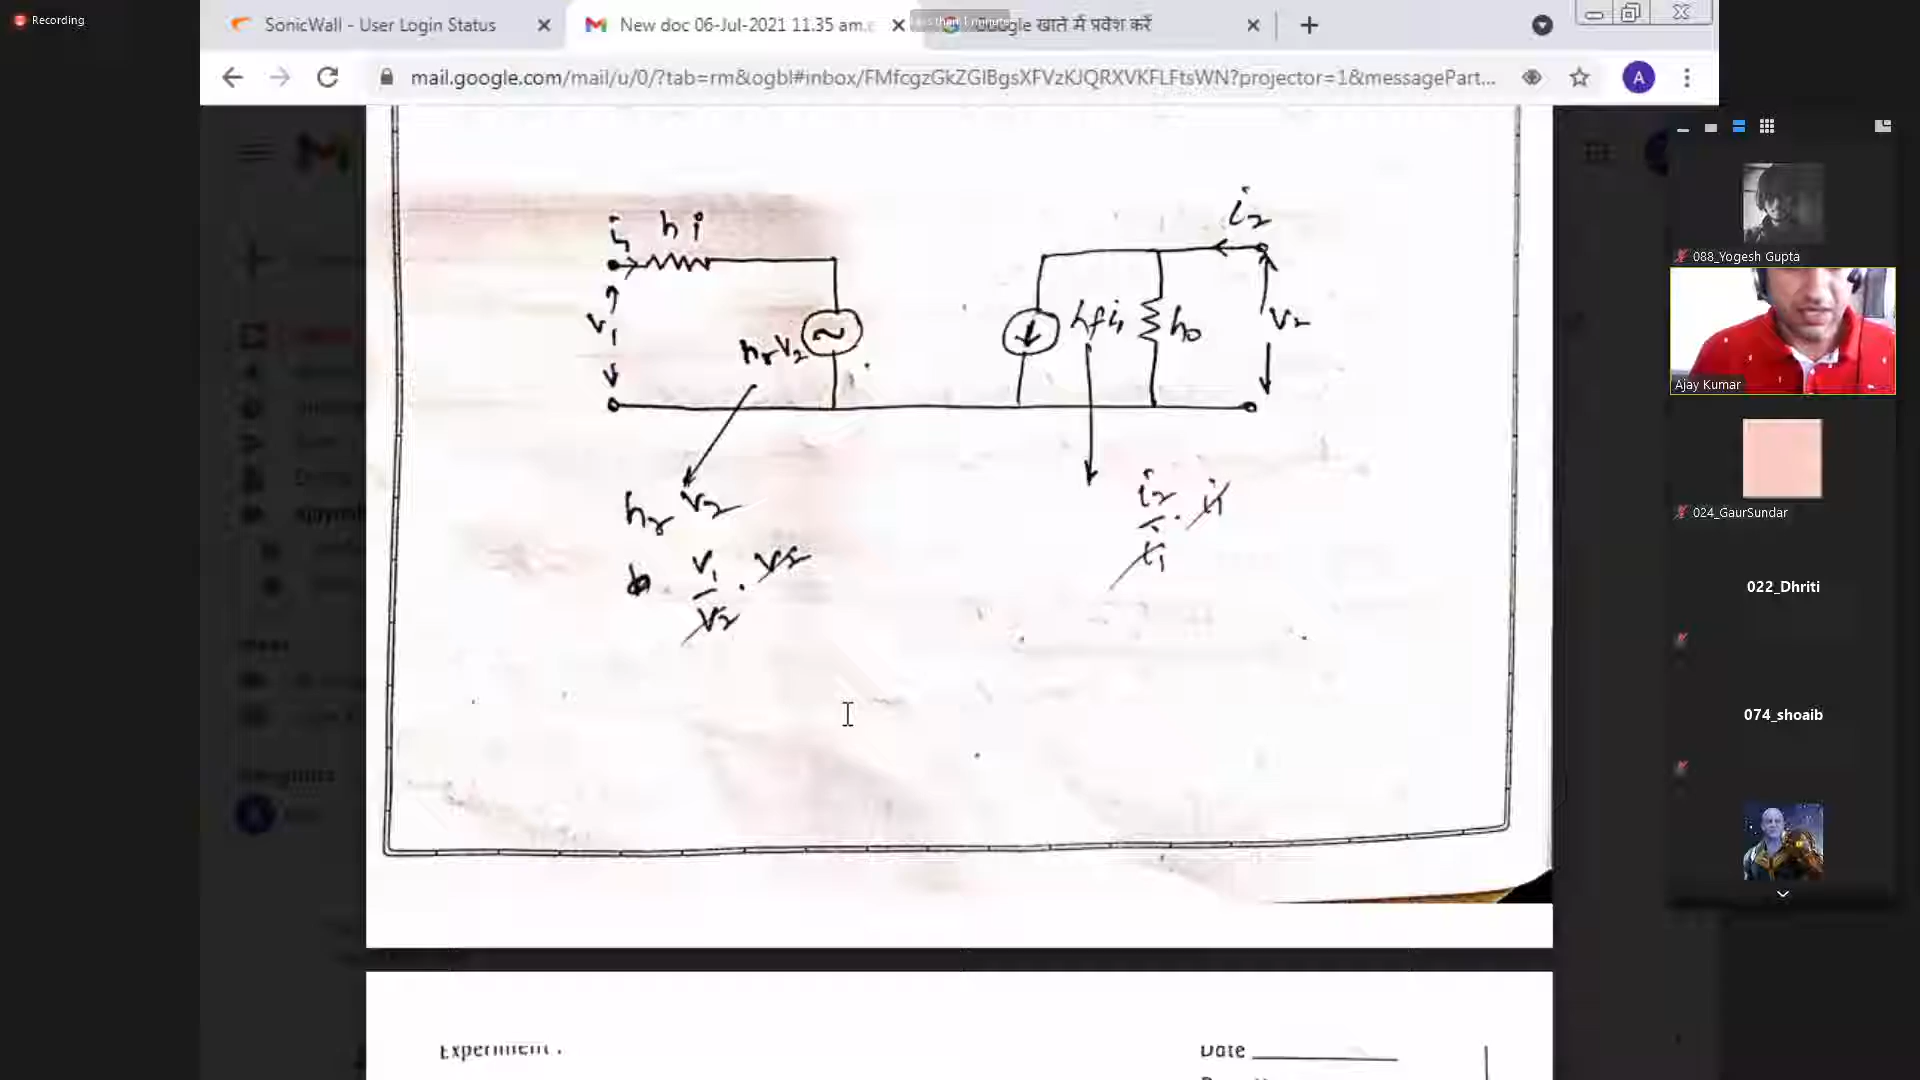 Recording
SonicWall - User Login Status
New doc 06-Jul-2021 11.35 am.
Google खाते में प्रवेश करें
mail.google.com/mail/u/0/?tab=rm&ogbl#inbox/FMfcgzGkZGlBgsXFVzKJQRXVKFLFtsWN?projector=1&messagePart...
A
i1 hi
i2
v1
hrv2
hfi1
ho
v2
hr v2
v1/v2 . v2
i2/i1 . i1
Experiment .
Date
088_Yogesh Gupta
Ajay Kumar
024_GaurSundar
022_Dhriti
074_shoaib